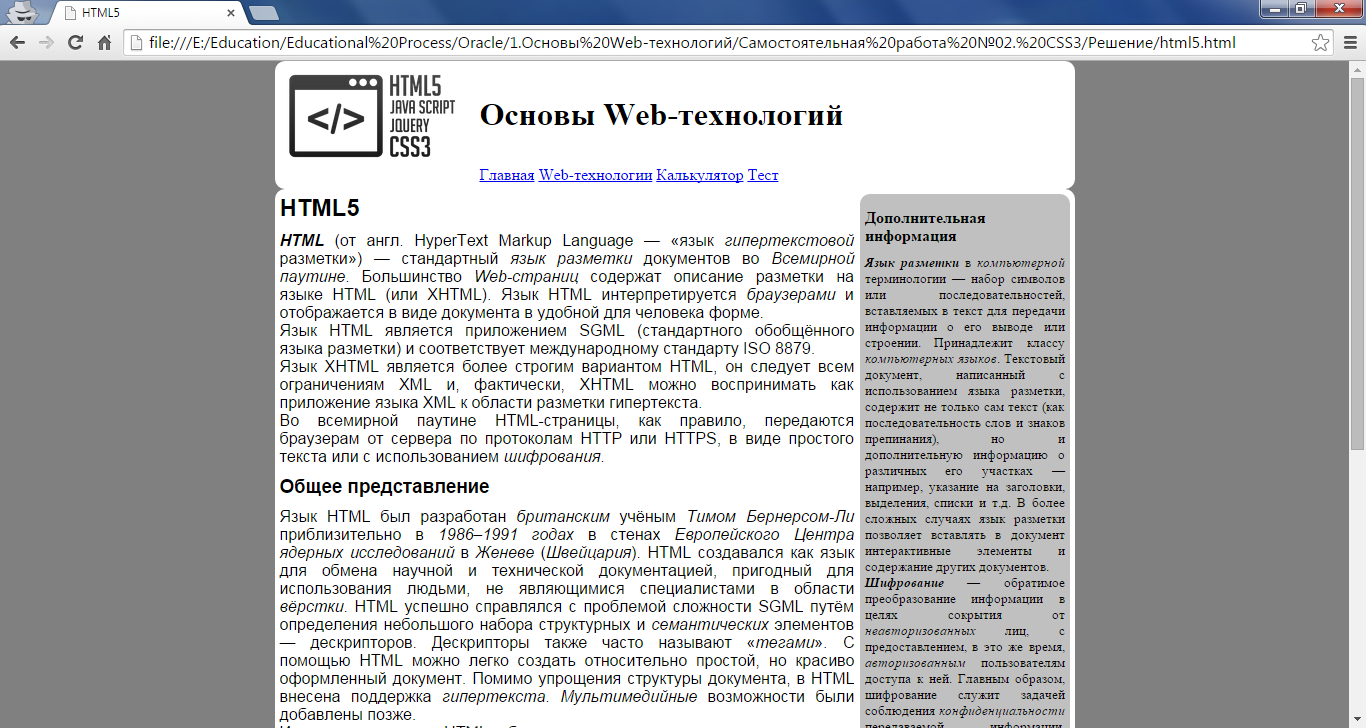 HTML5
file:///E:/Education/Educational%20Process/Oracle/1.Основы%20Web-технологий/Самостоятельная%20работа%20№02.%20CSS3/Решение/html5.html
</>
HTML5
JAVA SCRIPT
JQUERY
CSS3
Основы Web-технологий
Главная Web-технологии Калькулятор Тест
HTML5
HTML (от англ. HyperText Markup Language — «язык гипертекстовой
разметки») — стандартный язык разметки документов во Всемирной
паутине. Большинство Web-страниц содержат описание разметки на
языке HTML (или XHTML). Язык HTML интерпретируется браузерами и
отображается в виде документа в удобной для человека форме.
Язык HTML является приложением SGML (стандартного обобщённого
языка разметки) и соответствует международному стандарту ISO 8879.
Язык XHTML является более строгим вариантом HTML, он следует всем
ограничениям XML и, фактически, XHTML можно воспринимать как
приложение языка XML к области разметки гипертекста.
Во всемирной паутине HTML-страницы, как правило, передаются
браузерам от сервера по протоколам HTTP или HTTPS, в виде простого
текста или с использованием шифрования.
Общее представление
Язык HTML был разработан британским учёным Тимом Бернерсом-Ли
приблизительно в 1986–1991 годах в стенах Европейского Центра
ядерных исследований в Женеве (Швейцария). HTML создавался как язык
для обмена научной и технической документацией, пригодный для
использования людьми, не являющимися специалистами в области
вёрстки. HTML успешно справлялся с проблемой сложности SGML путём
определения небольшого набора структурных и семантических элементов
— дескрипторов. Дескрипторы также часто называют «тегами». С
помощью HTML можно легко создать относительно простой, но красиво
оформленный документ. Помимо упрощения структуры документа, в HTML
внесена поддержка гипертекста. Мультимедийные возможности были
добавлены позже.
Дополнительная
информация
Язык разметки в компьютерной
терминологии — набор символов
или последовательностей,
вставляемых в текст для передачи
информации о его выводе или
строении. Принадлежит классу
компьютерных языков. Текстовый
документ, написанный с
использованием языка разметки,
содержит не только сам текст (как
последовательность слов и знаков
препинания), но и
дополнительную информацию о
различных его участках —
например, указание на заголовки,
выделения, списки и т.д. В более
сложных случаях язык разметки
позволяет вставлять в документ
интерактивные элементы и
содержание других документов.
Шифрование — обратимое
преобразование информации в
целях сокрытия от
неавторизованных лиц, с
предоставлением, в это же время,
авторизованным пользователям
доступа к ней. Главным образом,
шифрование служит задачей
соблюдения конфиденциальности
передаваемой информации.